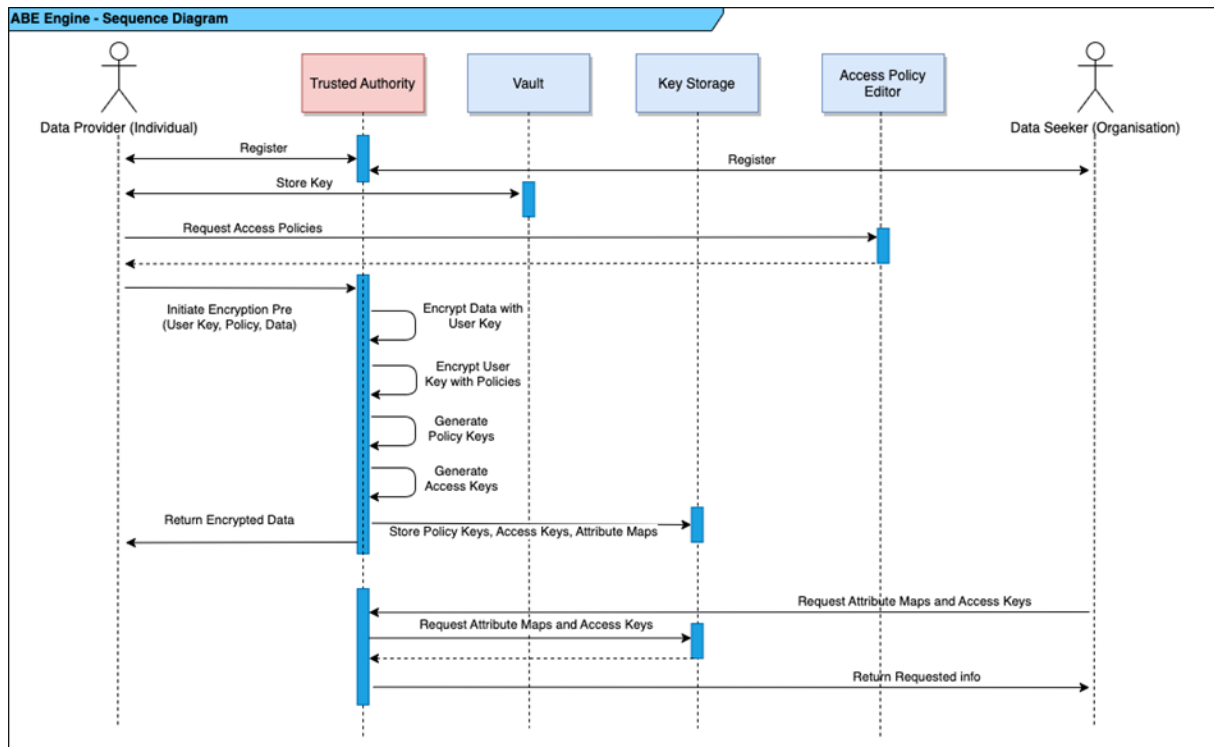 ABE Engine - Sequence Diagram
Trusted Authority
Vault
Key Storage
Access Policy
Editor
Data Provider (Individual)
Data Seeker (Organisation)
Register
Register
Store Key
Request Access Policies
Initiate Encryption Pre
(User Key, Policy, Data)
Encrypt Data with
User Key
Encrypt User
Key with Policies
Generate
Policy Keys
Generate
Access Keys
Return Encrypted Data
Store Policy Keys, Access Keys, Attribute Maps
Request Attribute Maps and Access Keys
Request Attribute Maps and Access Keys
Return Requested info